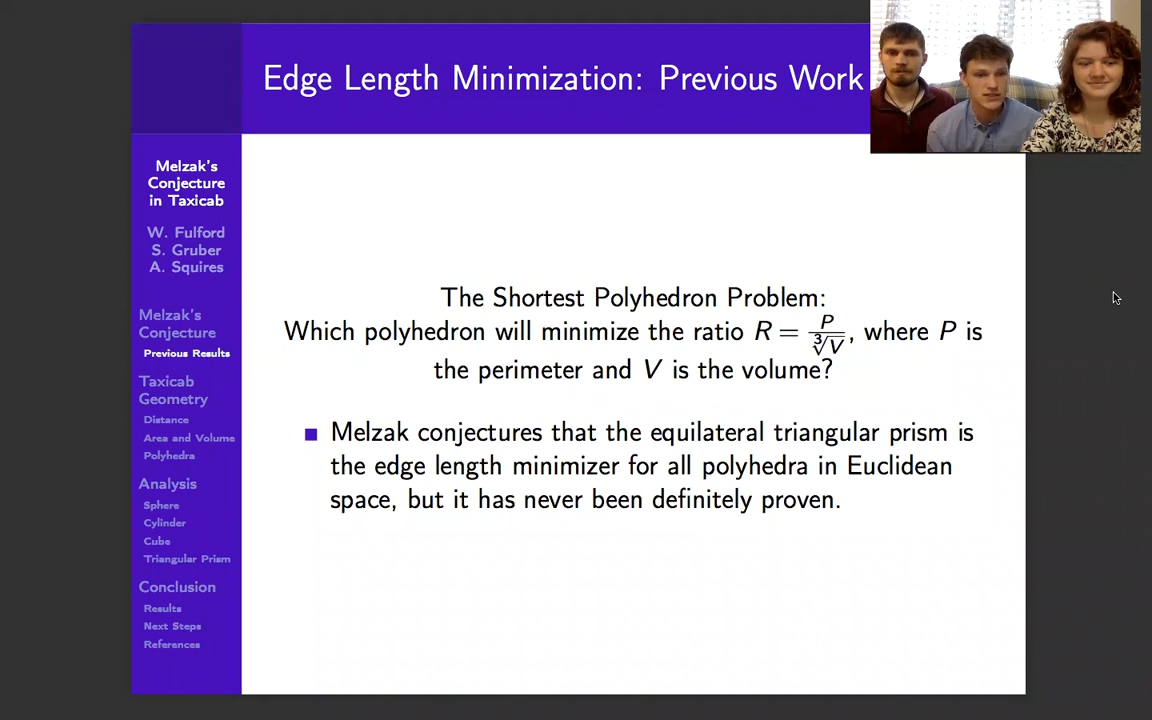 Edge Length Minimization: Previous Work
Melzak's
Conjecture
in Taxicab
W. Fulford
S. Gruber
A. Squires
Melzak's
Conjecture
Previous Results
Taxicab
Geometry
Distance
Area and Volume
Polyhedra
Analysis
Sphere
Cylinder
Cube
Triangular Prism
Conclusion
Results
Next Steps
References
The Shortest Polyhedron Problem:
Which polyhedron will minimize the ratio R = P/∛V, where P is
the perimeter and V is the volume?
Melzak conjectures that the equilateral triangular prism is
the edge length minimizer for all polyhedra in Euclidean
space, but it has never been definitely proven.